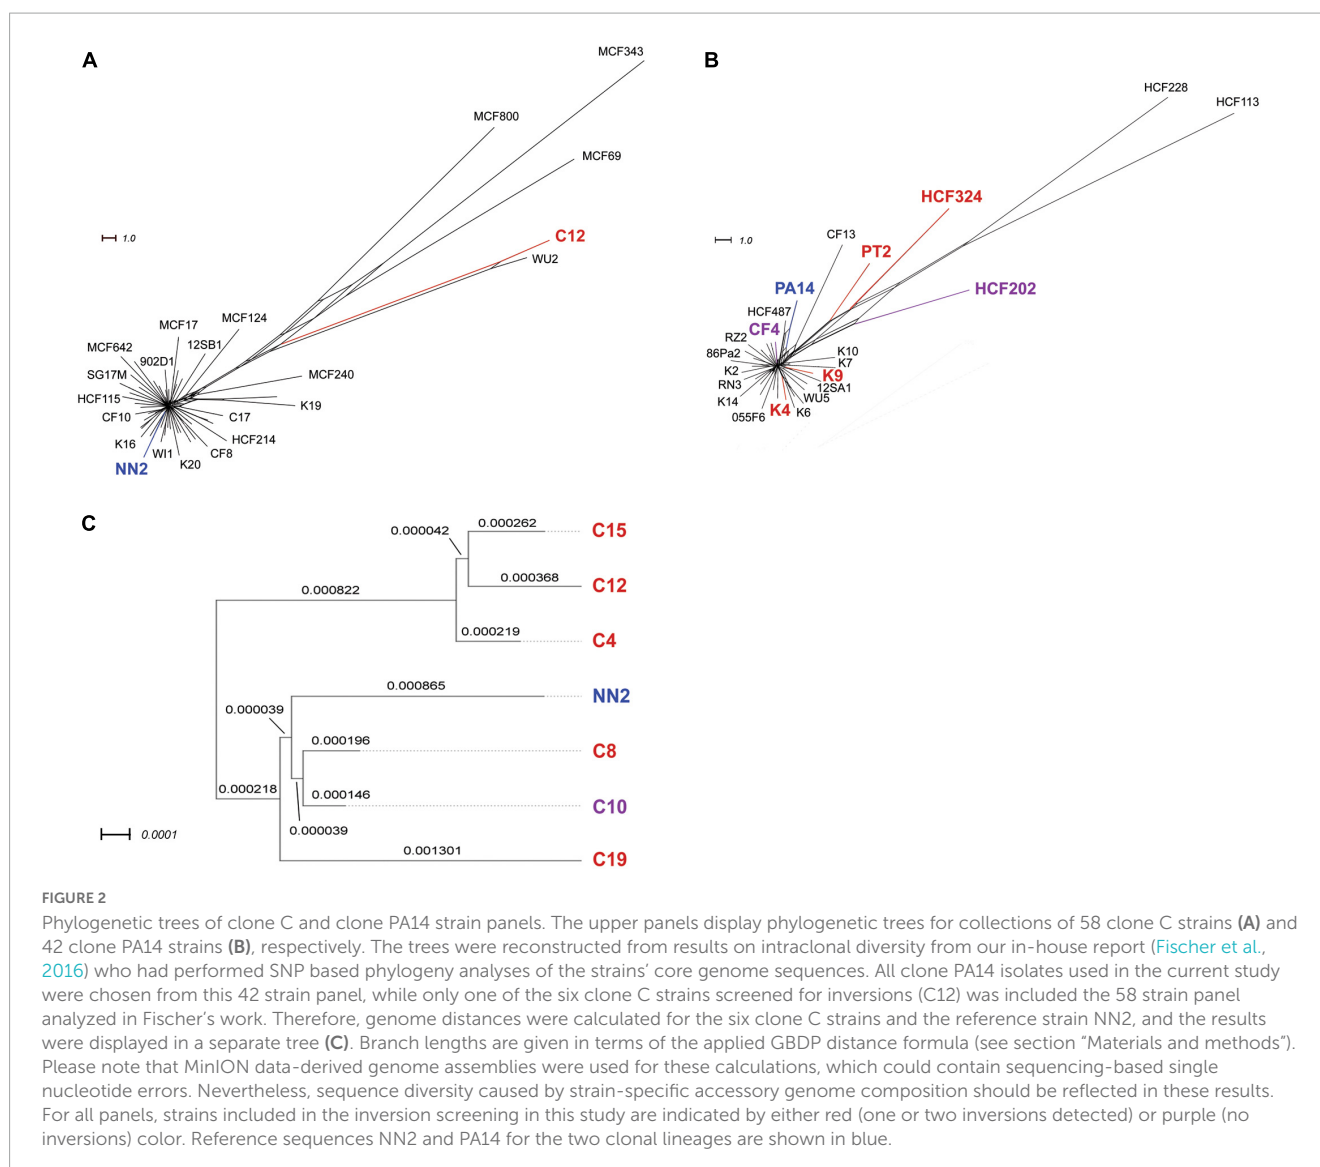 A
MCF343
MCF800
MCF69
1.0
C12
WU2
MCF17
MCF124
12SB1
MCF642
902D1
SG17M
MCF240
HCF115
K19
CF10
C17
K16
HCF214
WI1
CF8
NN2
K20
B
HCF228
HCF113
HCF324
CF13
1.0
PT2
PA14
HCF202
HCF487
CF4
RZ2
86Pa2
K10
K7
K2
K9
RN3
12SA1
WU5
K14
K4
K6
055F6
C
0.000262
C15
0.000042
0.000368
C12
0.000822
0.000219
C4
0.000865
NN2
0.000039
0.000196
C8
0.000218
0.000146
C10
0.000039
0.0001
0.001301
C19
FIGURE 2
Phylogenetic trees of clone C and clone PA14 strain panels. The upper panels display phylogenetic trees for collections of 58 clone C strains (A) and
42 clone PA14 strains (B), respectively. The trees were reconstructed from results on intraclonal diversity from our in-house report (Fischer et al.,
2016) who had performed SNP based phylogeny analyses of the strains' core genome sequences. All clone PA14 isolates used in the current study
were chosen from this 42 strain panel, while only one of the six clone C strains screened for inversions (C12) was included the 58 strain panel
analyzed in Fischer's work. Therefore, genome distances were calculated for the six clone C strains and the reference strain NN2, and the results
were displayed in a separate tree (C). Branch lengths are given in terms of the applied GBDP distance formula (see section "Materials and methods").
Please note that MinION data-derived genome assemblies were used for these calculations, which could contain sequencing-based single
nucleotide errors. Nevertheless, sequence diversity caused by strain-specific accessory genome composition should be reflected in these results.
For all panels, strains included in the inversion screening in this study are indicated by either red (one or two inversions detected) or purple (no
inversions) color. Reference sequences NN2 and PA14 for the two clonal lineages are shown in blue.